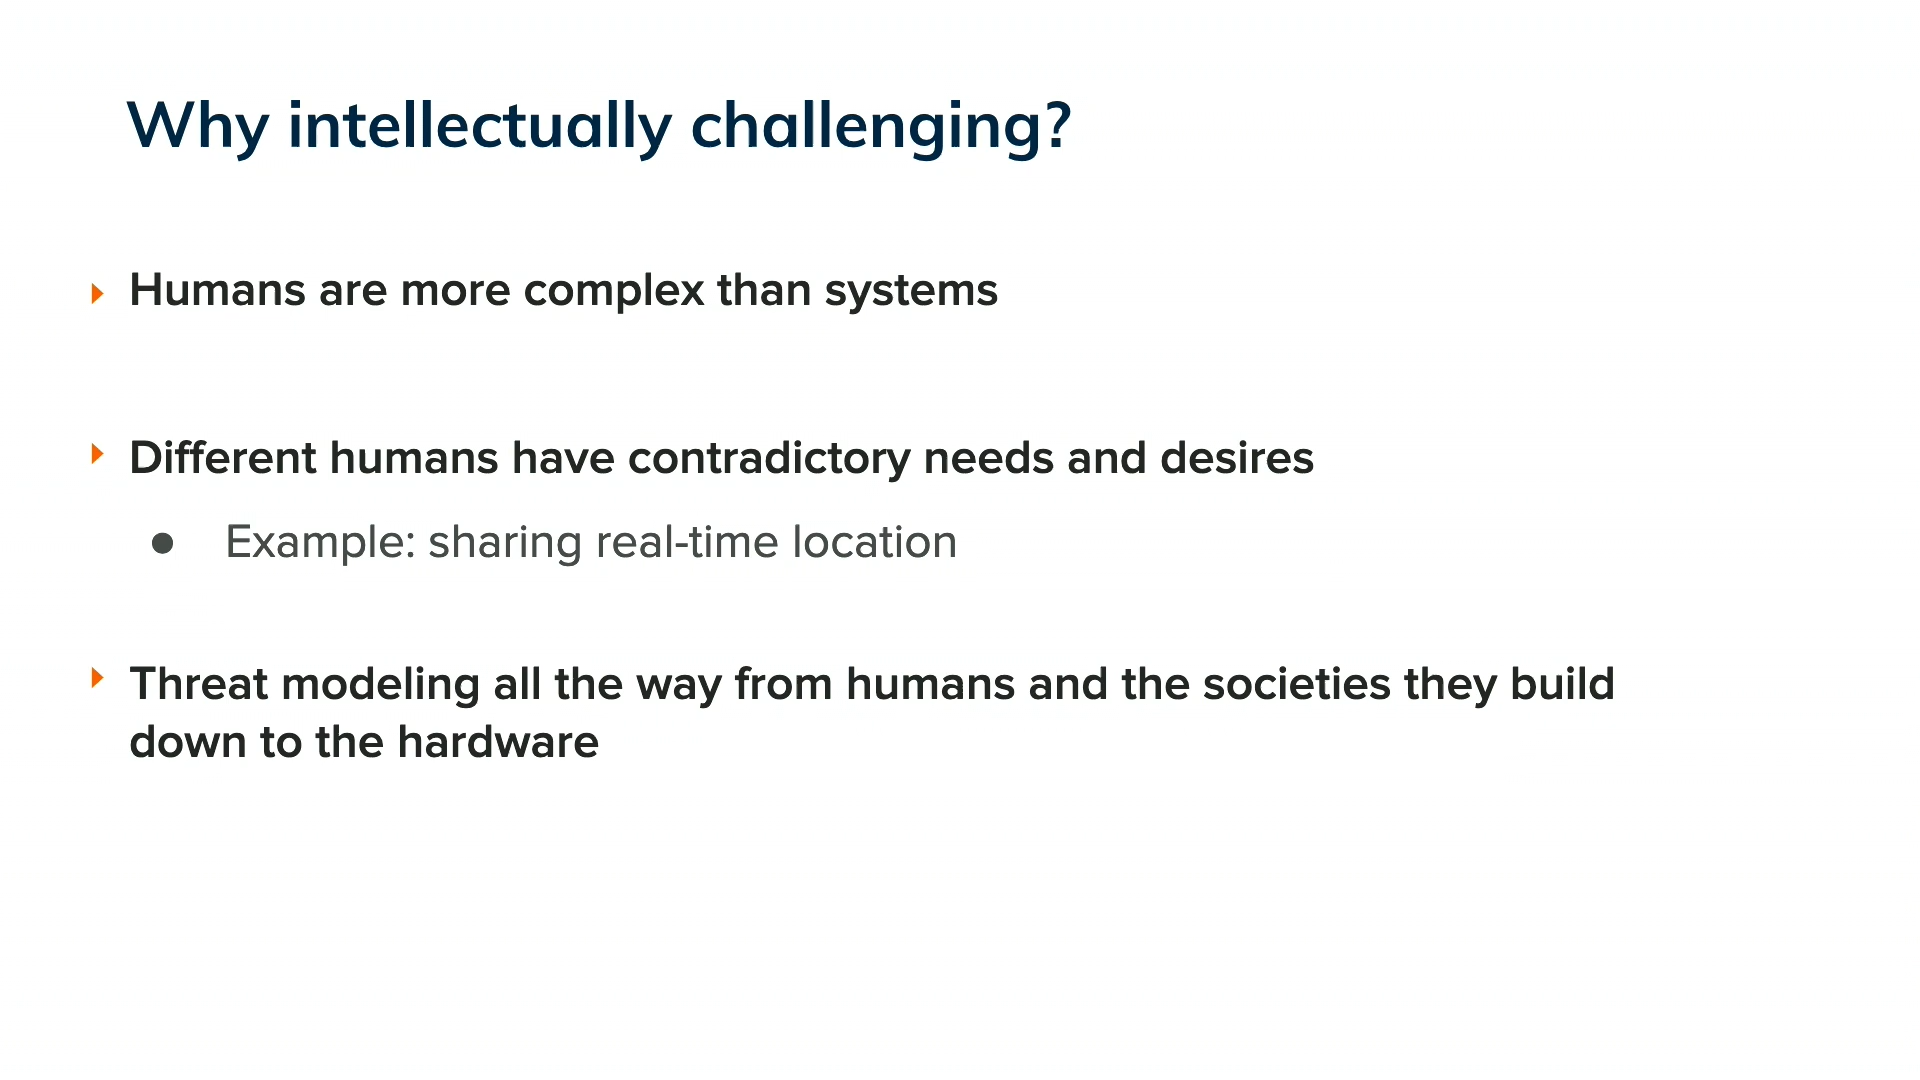 Why intellectually challenging?
Humans are more complex than systems
Different humans have contradictory needs and desires
Example: sharing real-time location
Threat modeling all the way from humans and the societies they build
down to the hardware